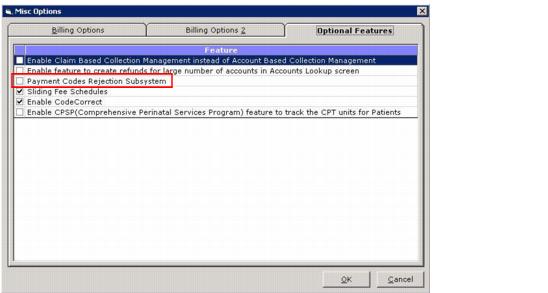 Misc Options
Billing Options
Billing Options 2
Optional Features
Feature
Enable Claim Based Collection Management instead of Account Based Collection Management
Enable feature to create refunds for large number of accounts in Accounts Lookup screen
Payment Codes Rejection Subsystem
Sliding Fee Schedules
Enable CodeCorrect
Enable CPSP(Comprehensive Perinatal Services Program) feature to track the CPT units for Patients
OK
Cancel